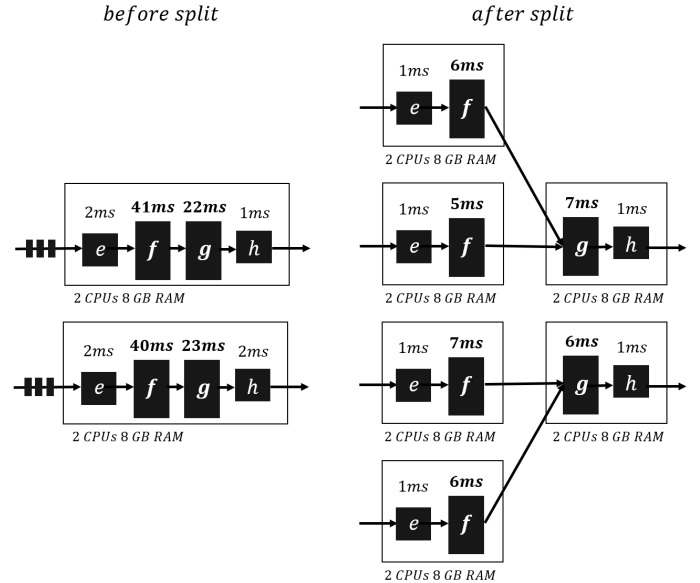 before split
2ms 41ms 22ms 1ms
e f g h
2 CPUs 8 GB RAM
2ms 40ms 23ms 2ms
e f g h
2 CPUs 8 GB RAM
after split
1ms 6ms
e f
2 CPUs 8 GB RAM
1ms 5ms
e f
2 CPUs 8 GB RAM
7ms 1ms
g h
2 CPUs 8 GB RAM
1ms 7ms
e f
2 CPUs 8 GB RAM
6ms 1ms
g h
2 CPUs 8 GB RAM
1ms 6ms
e f
2 CPUs 8 GB RAM